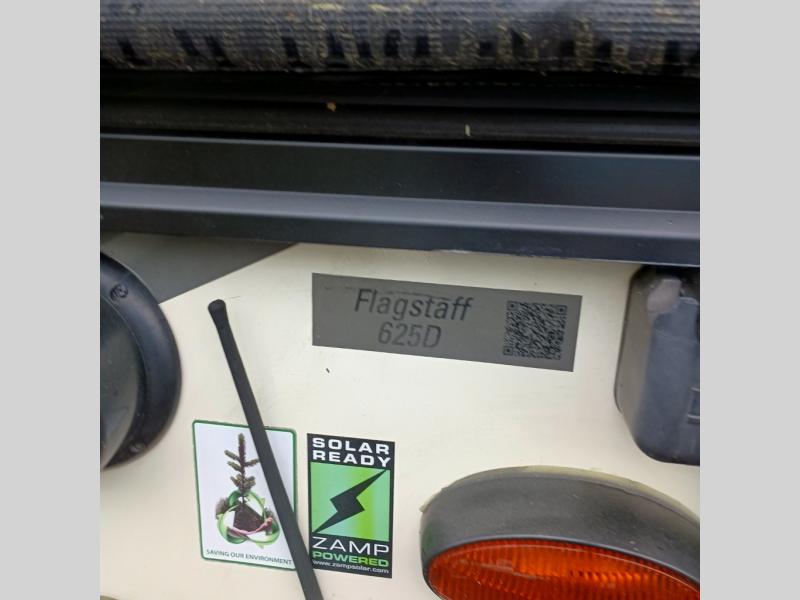 Flagstaff
625D
SAVING OUR ENVIRONMENT
SOLAR
READY
ZAMP
POWERED
www.zampsolar.com